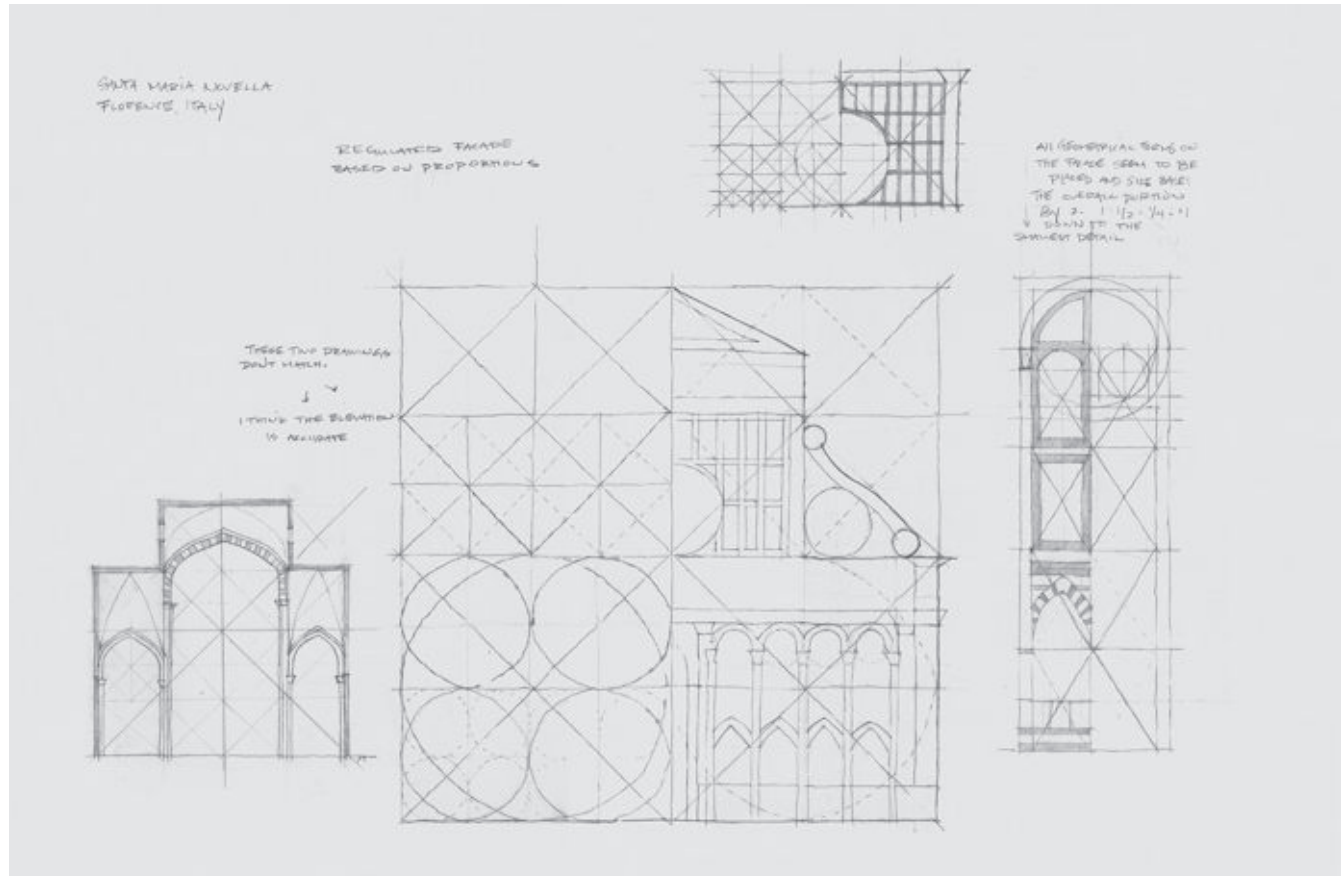 SANTA MARIA NOVELLA
FLORENCE, ITALY
REGULATED FACADE
BASED ON PROPORTIONS
All GEOMETRICAL FORMS ON
THE FACADE SEEM TO BE
PLACED AND SIZE BASE:
THE OVERALL PORTION
By 2. 1 - 1/2 - 1/4 -
DOWN TO THE
SMALLEST DETAIL
THESE TWO DRAWINGS
DON'T MATCH.
I THINK THE ELEVATION
IS ACCURATE